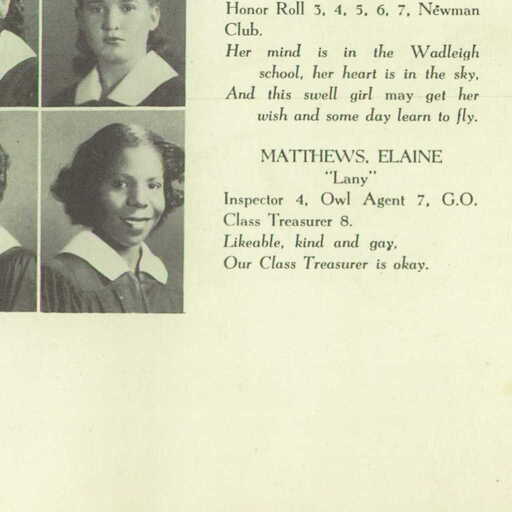 Honor Roll 3, 4, 5, 6, 7, Newman
Club.
Her mind is in the Wadleigh
school, her heart is in the sky,
And this swell girl may get her
wish and some day learn to fly.
MATTHEWS, ELAINE
"Lany"
Inspector 4, Owl Agent 7, G.O.
Class Treasurer 8.
Likeable, kind and gay,
Our Class Treasurer is okay.